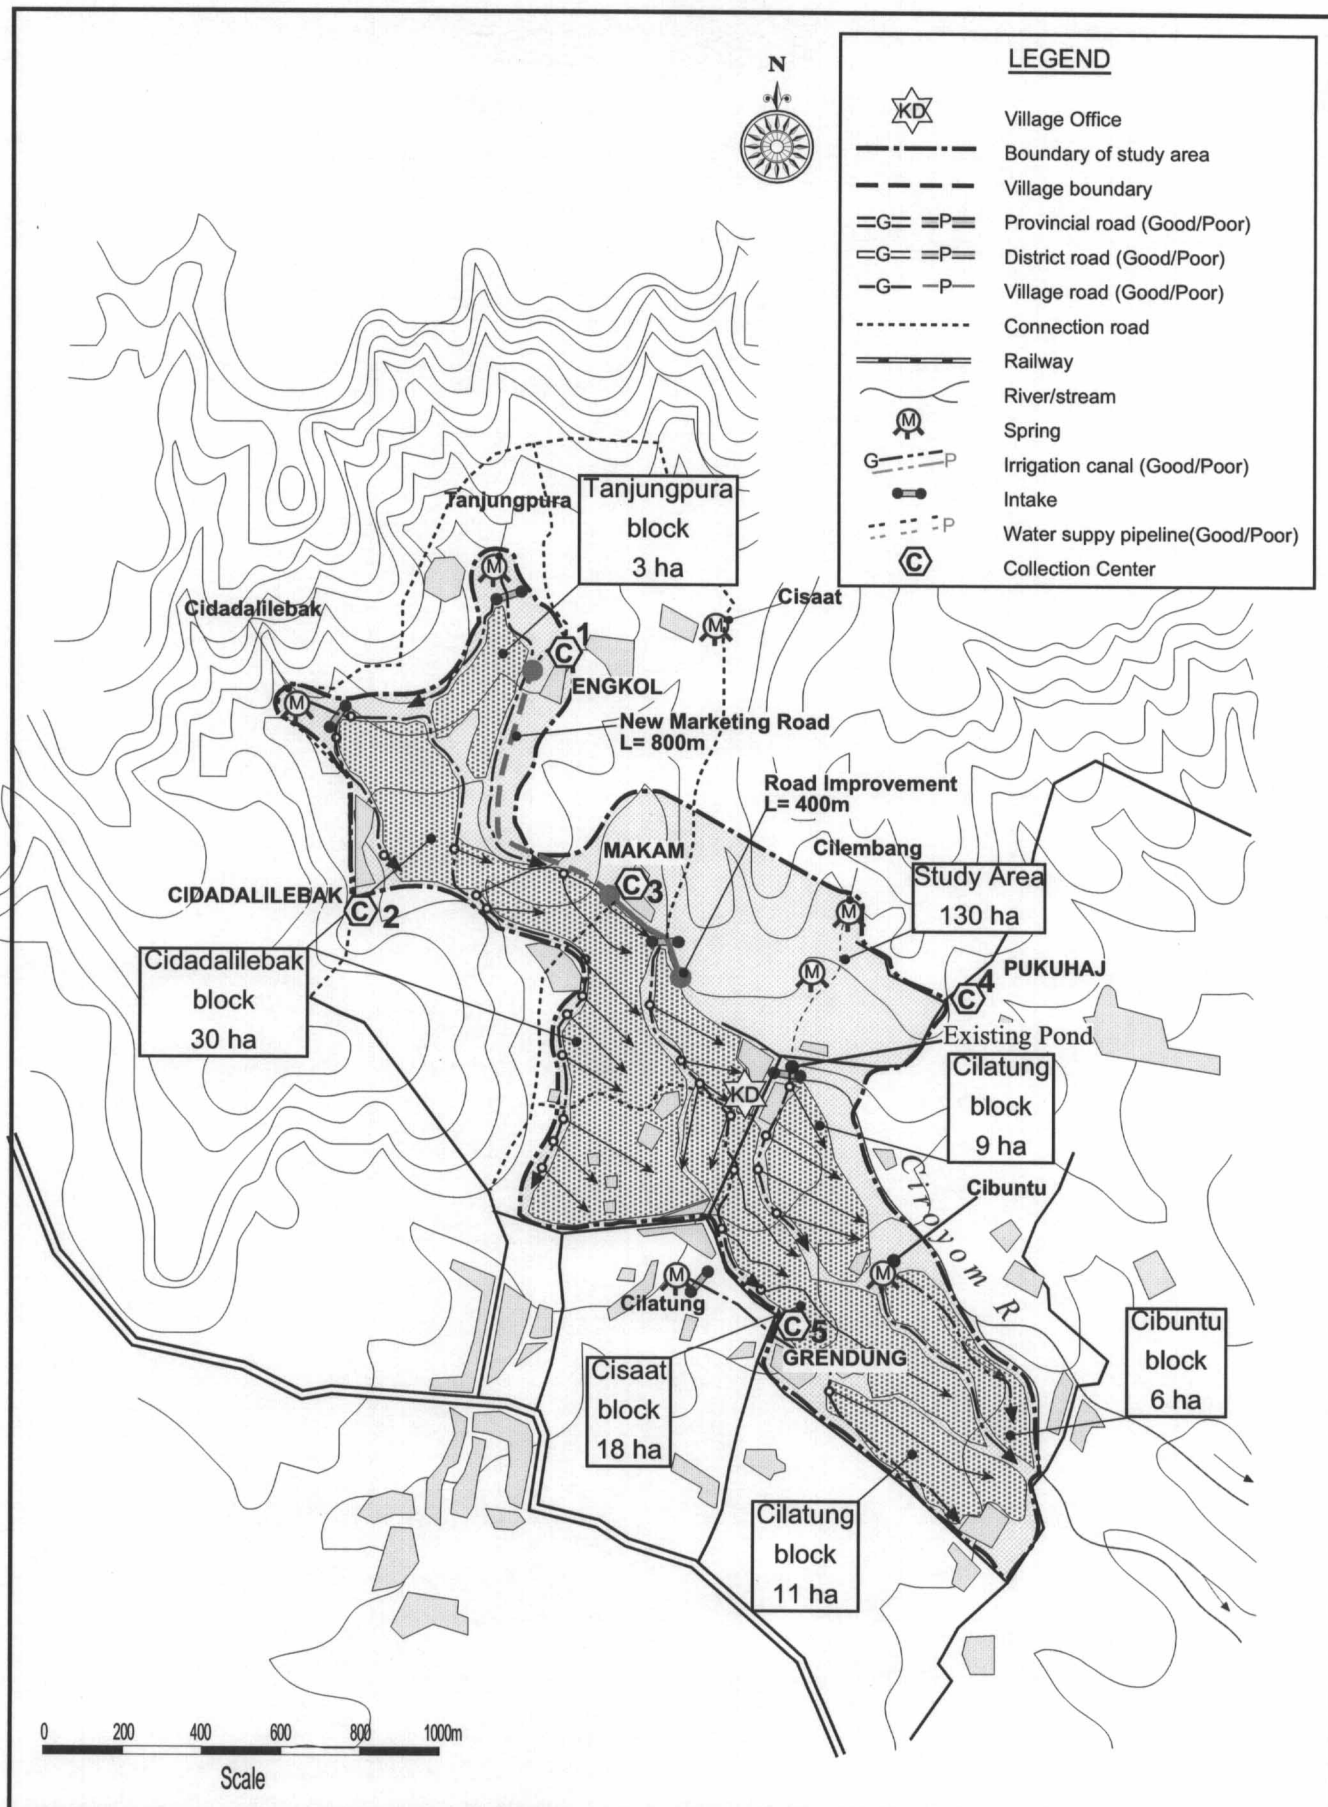 N
LEGEND
KD Village Office
Boundary of study area
Village boundary
G P Provincial road (Good/Poor)
G P District road (Good/Poor)
G P Village road (Good/Poor)
Connection road
Railway
River/stream
M Spring
G P Irrigation canal (Good/Poor)
Intake
P Water suppy pipeline(Good/Poor)
C Collection Center
Tanjungpura
Tanjungpura
block
3 ha
M
Cidadalilebak
Cisaat
M
C 1
ENGKOL
M
New Marketing Road
L= 800m
Road Improvement
L= 400m
MAKAM
C 3
Cilembang
Study Area
130 ha
CIDADALILEBAK
C 2
M
M
Cidadalilebak
block
30 ha
C 4
PUKUHAJ
Existing Pond
KD
Cilatung
block
9 ha
Ciroyom R
Cibuntu
M
M
Cilatung
C 5
GRENDUNG
Cibuntu
block
6 ha
Cisaat
block
18 ha
Cilatung
block
11 ha
0 200 400 600 800 1000m
Scale